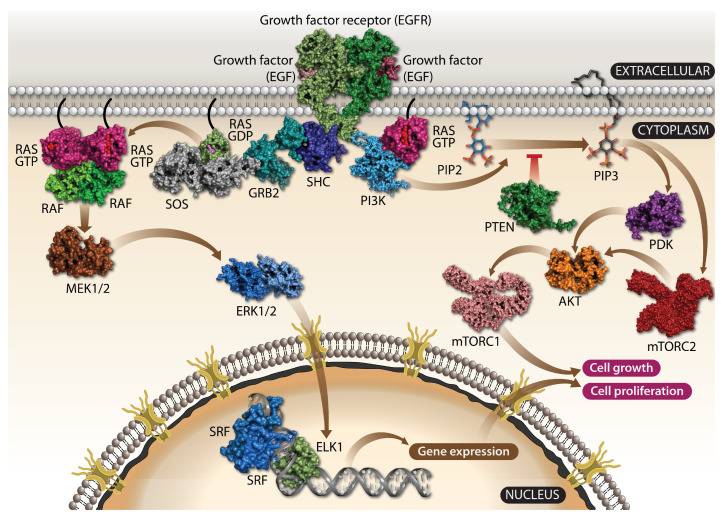 Growth factor receptor (EGFR)
Growth factor
(EGF)
Growth factor
(EGF)
EXTRACELLULAR
CYTOPLASM
RAS
GTP
RAS
GTP
RAS
GDP
RAS
GTP
RAF
RAF
SOS
GRB2
SHC
PI3K
PIP2
PIP3
PTEN
PDK
MEK1/2
ERK1/2
AKT
mTORC1
mTORC2
Cell growth
Cell proliferation
SRF
SRF
ELK1
Gene expression
NUCLEUS